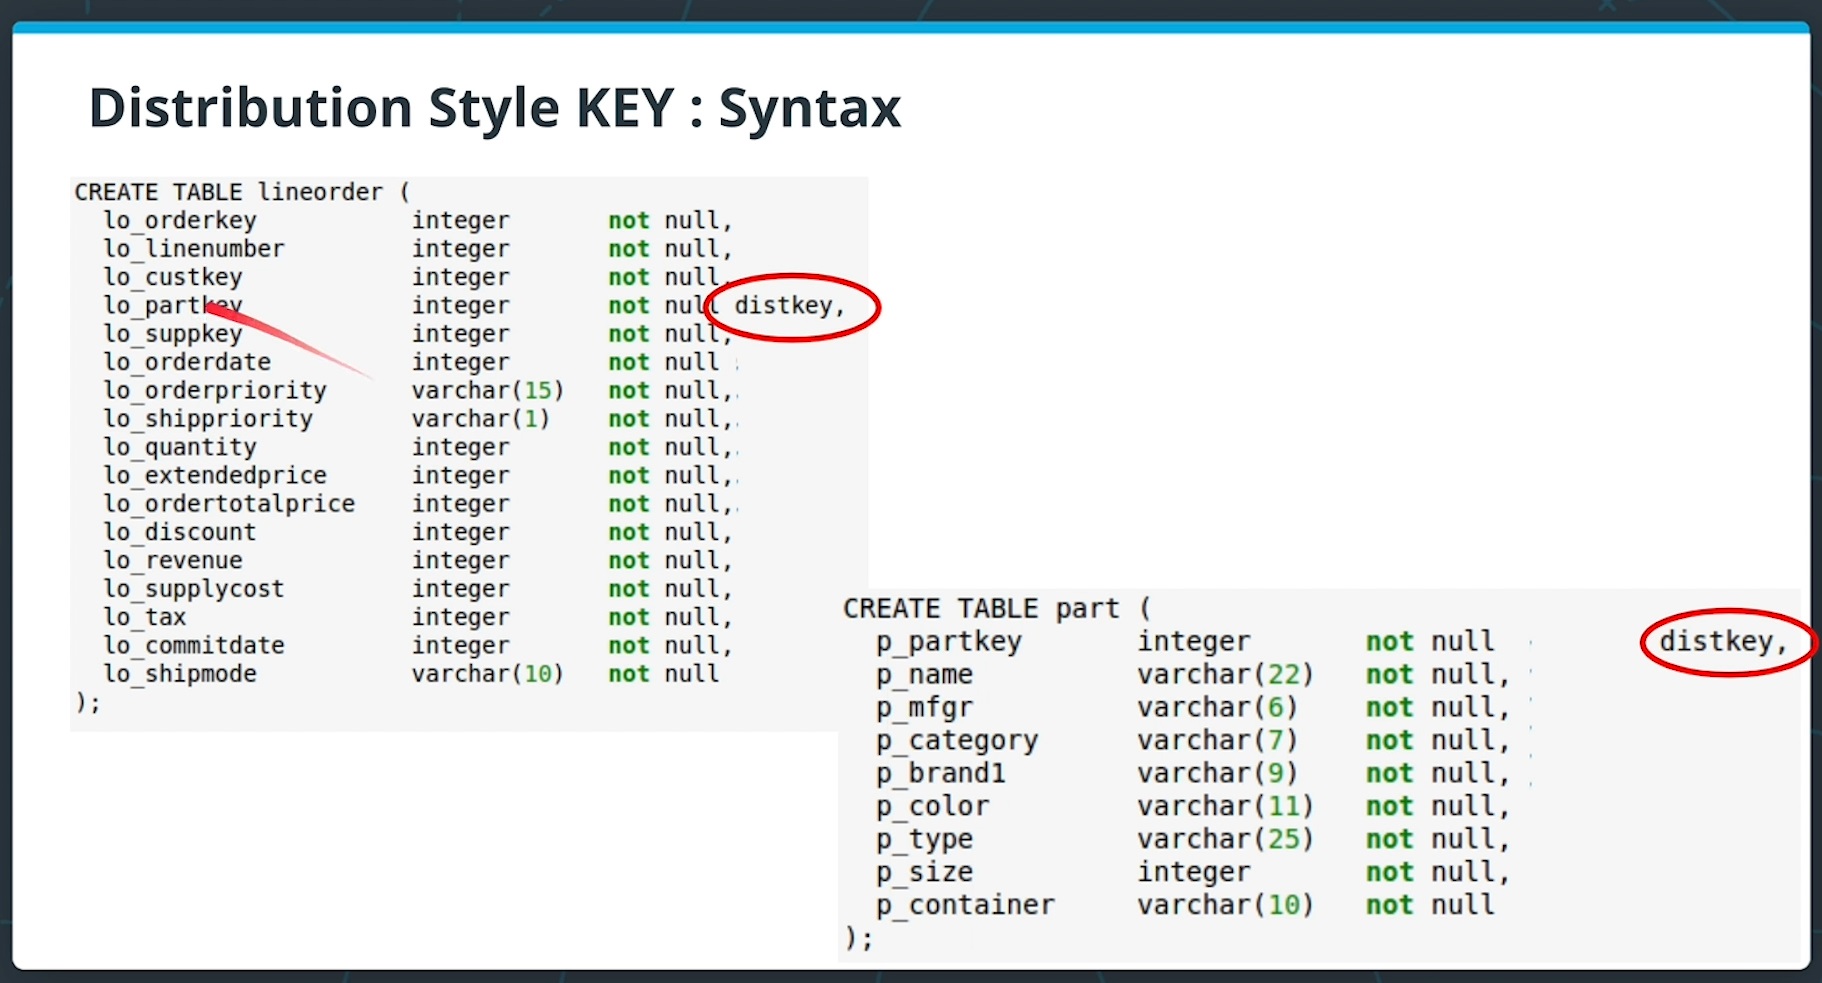 Distribution Style KEY : Syntax
CREATE TABLE lineorder (
lo_orderkey integer not null,
lo_linenumber integer not null,
lo_custkey integer not null,
lo_partkey integer not null distkey,
lo_suppkey integer not null,
lo_orderdate integer not null
lo_orderpriority varchar(15) not null,
lo_shippriority varchar(1) not null,
lo_quantity integer not null,
lo_extendedprice integer not null,
lo_ordertotalprice integer not null,
lo_discount integer not null,
lo_revenue integer not null,
lo_supplycost integer not null,
lo_tax integer not null,
lo_commitdate integer not null,
lo_shipmode varchar(10) not null
);
CREATE TABLE part (
p_partkey integer not null distkey,
p_name varchar(22) not null,
p_mfgr varchar(6) not null,
p_category varchar(7) not null,
p_brand1 varchar(9) not null,
p_color varchar(11) not null,
p_type varchar(25) not null,
p_size integer not null,
p_container varchar(10) not null
);